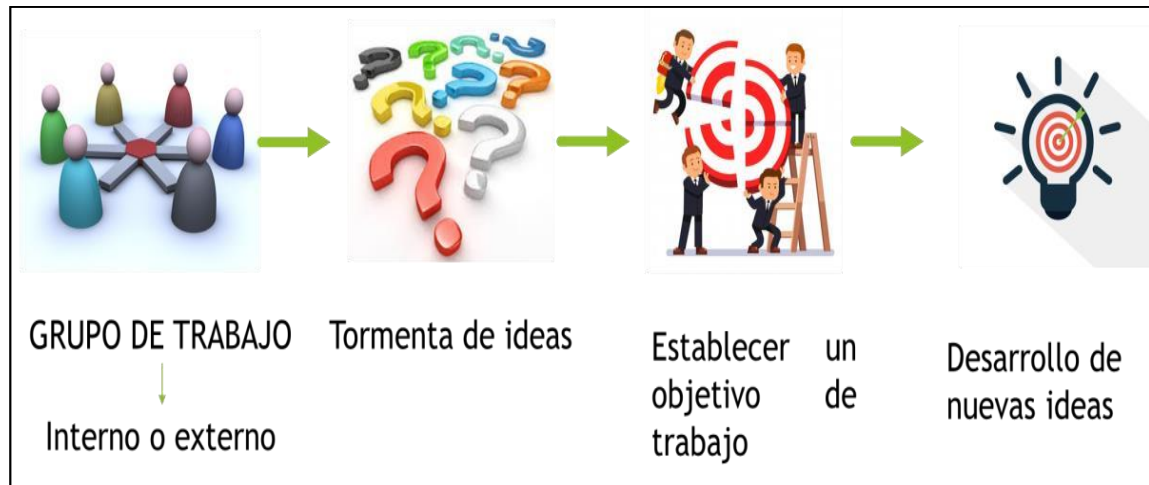 GRUPO DE TRABAJO
Interno o externo
Tormenta de ideas
Establecer un
objetivo de
trabajo
Desarrollo de
nuevas ideas